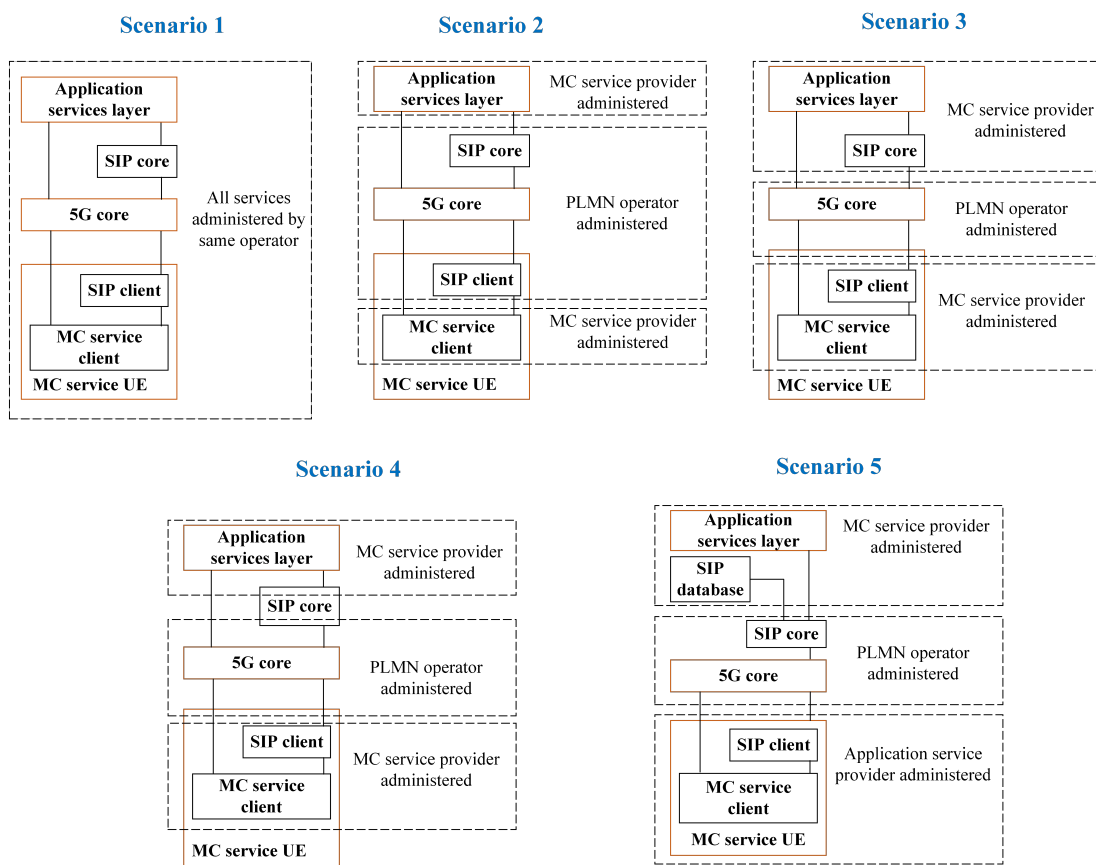 Scenario 1
Application
services layer
SIP core
5G core
All services
administered by
same operator
SIP client
MC service
client
MC service UE
Scenario 2
Application
services layer
MC service provider
administered
SIP core
5G core
PLMN operator
administered
SIP client
MC service
client
MC service provider
administered
MC service UE
Scenario 3
Application
services layer
MC service provider
administered
SIP core
5G core
PLMN operator
administered
SIP client
MC service provider
administered
MC service
client
MC service UE
Scenario 4
Application
services layer
MC service provider
administered
SIP core
5G core
PLMN operator
administered
SIP client
MC service provider
administered
MC service
client
MC service UE
Scenario 5
Application
services layer
MC service provider
administered
SIP
database
SIP core
5G core
PLMN operator
administered
SIP client
Application service
provider administered
MC service
client
MC service UE